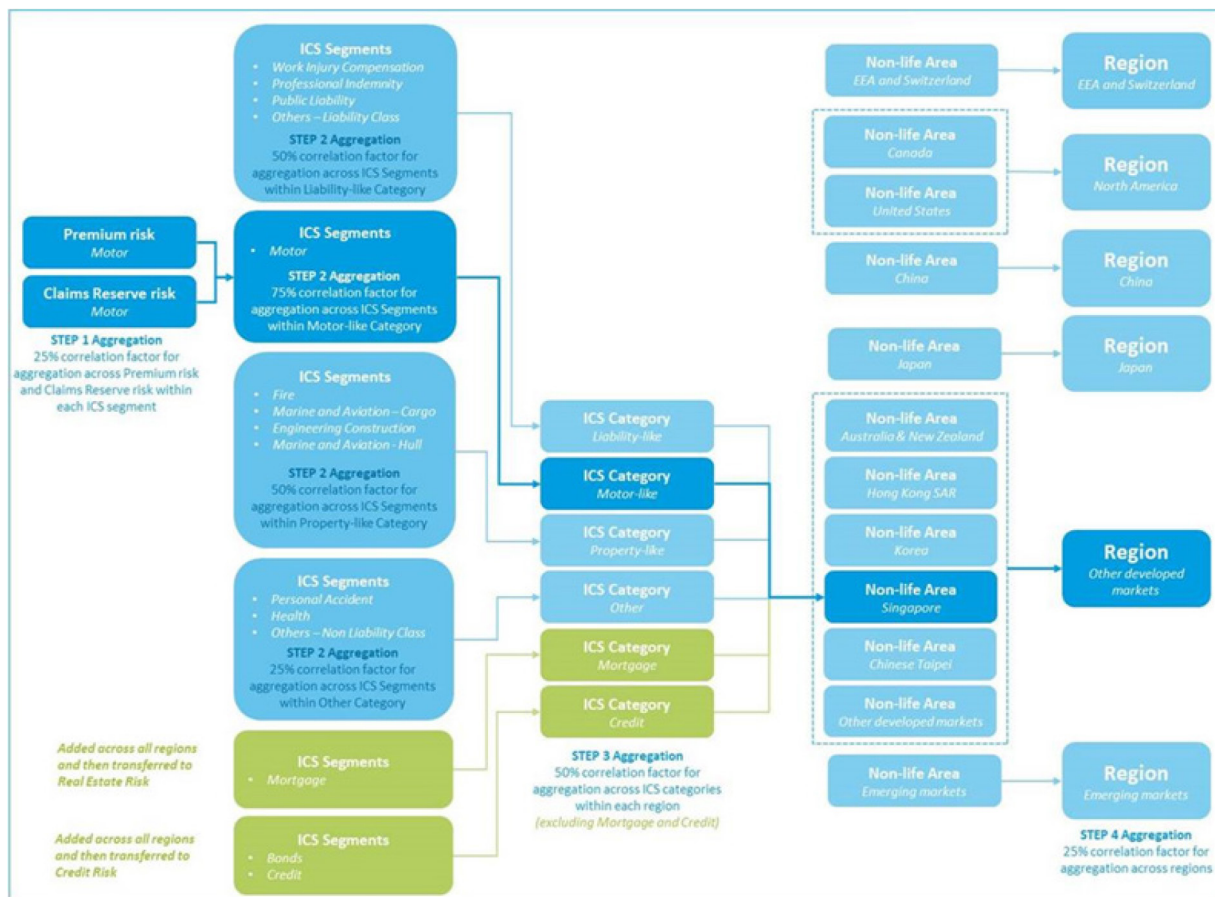 Premium risk
Motor
Claims Reserve risk
Motor
STEP 1 Aggregation
25% correlation factor for
aggregation across Premium risk
and Claims Reserve risk within
each ICS segment
Added across all regions
and then transferred to
Real Estate Risk
Added across all regions
and then transferred to
Credit Risk
ICS Segments
• Work Injury Compensation
• Professional Indemnity
• Public Liability
• Others – Liability Class
STEP 2 Aggregation
50% correlation factor for
aggregation across ICS Segments
within Liability-like Category
ICS Segments
• Motor
STEP 2 Aggregation
75% correlation factor for
aggregation across ICS Segments
within Motor-like Category
ICS Segments
• Fire
• Marine and Aviation – Cargo
• Engineering Construction
• Marine and Aviation - Hull
STEP 2 Aggregation
50% correlation factor for
aggregation across ICS Segments
within Property-like Category
ICS Segments
• Personal Accident
• Health
• Others – Non Liability Class
STEP 2 Aggregation
25% correlation factor for
aggregation across ICS Segments
within Other Category
ICS Segments
• Mortgage
ICS Segments
• Bonds
• Credit
ICS Category
Liability-like
ICS Category
Motor-like
ICS Category
Property-like
ICS Category
Other
ICS Category
Mortgage
ICS Category
Credit
STEP 3 Aggregation
50% correlation factor for
aggregation across ICS categories
within each region
(excluding Mortgage and Credit)
Non-life Area
EEA and Switzerland
Non-life Area
Canada
Non-life Area
United States
Non-life Area
China
Non-life Area
Japan
Non-life Area
Australia & New Zealand
Non-life Area
Hong Kong SAR
Non-life Area
Korea
Non-life Area
Singapore
Non-life Area
Chinese Taipei
Non-life Area
Other developed markets
Non-life Area
Emerging markets
Region
EEA and Switzerland
Region
North America
Region
China
Region
Japan
Region
Other developed
markets
Region
Emerging markets
STEP 4 Aggregation
25% correlation factor for
aggregation across regions